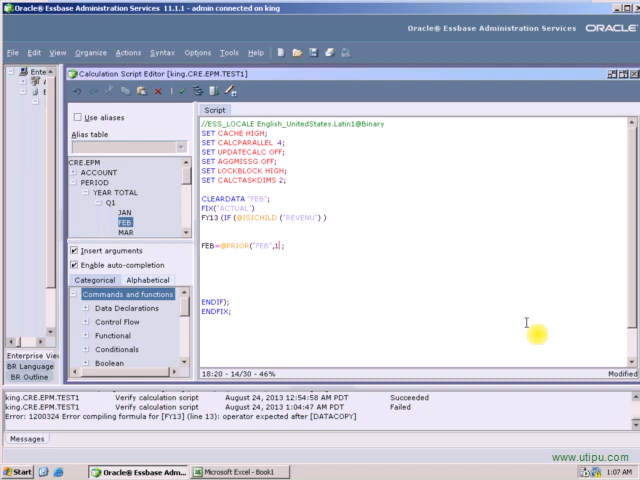 Oracle® Essbase Administration Services 11.1.1 - admin connected on king
Oracle® Essbase Administration Services ORACLE
File Edit View Organize Actions Syntax Options Tools Help
Calculation Script Editor [king.CRE.EPM.TEST1]
Use aliases
Alias table
CRE.EPM
ACCOUNT
PERIOD
YEAR TOTAL
Q1
JAN
FEB
MAR
Insert arguments
Enable auto-completion
Categorical Alphabetical
Commands and functions
Data Declarations
Control Flow
Functional
Conditionals
Boolean
Script
//ESS_LOCALE English_UnitedStates.Latin1@Binary
SET CACHE HIGH;
SET CALCPARALLEL 4;
SET UPDATECALC OFF;
SET AGGMISSG OFF;
SET LOCKBLOCK HIGH;
SET CALCTASKDIMS 2;
CLEARDATA "FEB";
FIX("ACTUAL")
FY13 (IF (@ISICHILD ("REVENU") )
FEB=@PRIOR("FEB",1);
ENDIF);
ENDFIX;
18:20 - 14/30 - 46% Modified
Enterprise View
BR Language
BR Outline
king.CRE.EPM.TEST1 Verify calculation script August 24, 2013 12:54:58 AM PDT Succeeded
king.CRE.EPM.TEST1 Verify calculation script August 24, 2013 1:04:47 AM PDT Failed
Error: 1200324 Error compiling formula for [FY13] (line 13): operator expected after [DATACOPY]
Messages
www.utipu.com
Start Oracle® Essbase Adm... Microsoft Excel - Book1 1:07 AM